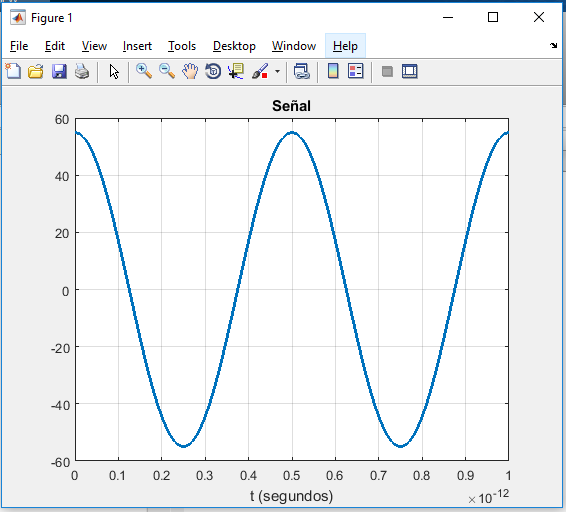 Figure 1
File Edit View Insert Tools Desktop Window Help
Señal
60
40
20
0
-20
-40
-60
0 0.1 0.2 0.3 0.4 0.5 0.6 0.7 0.8 0.9 1
t (segundos)
×10-12